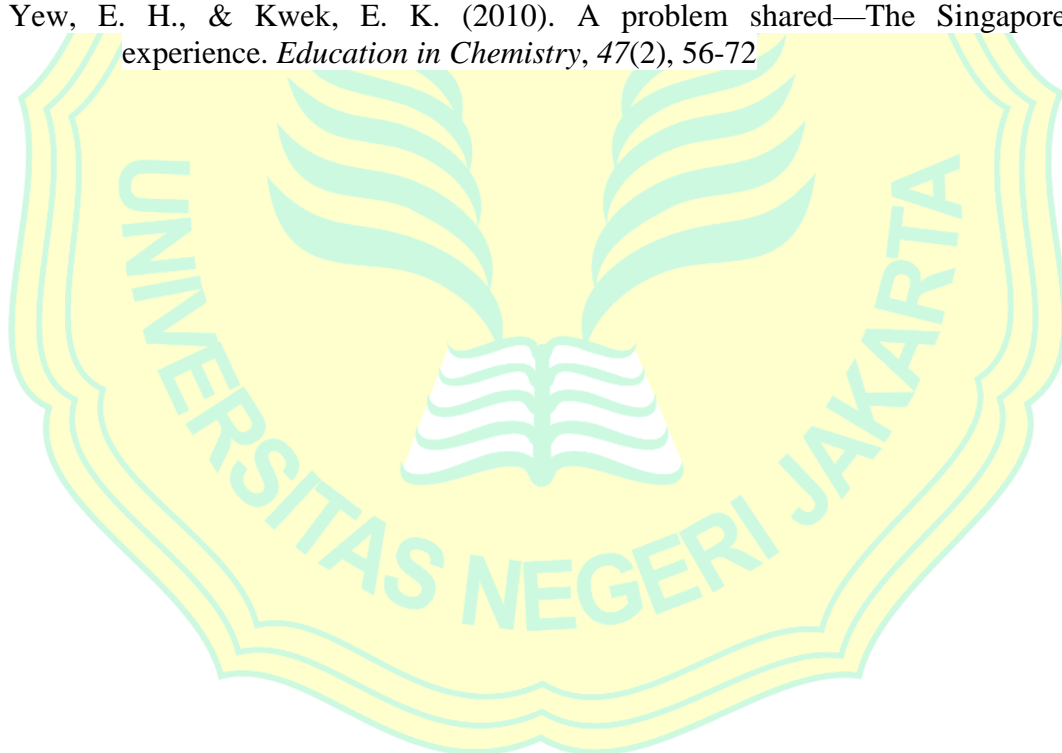 Yew, E. H., & Kwek, E. K. (2010). A problem shared—The Singapore
experience. Education in Chemistry, 47(2), 56-72
UNIVERSITAS NEGERI JAKARTA